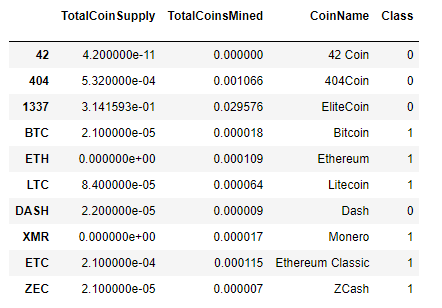 TotalCoinSupply TotalCoinsMined CoinName Class
42 4.200000e-11 0.000000 42 Coin 0
404 5.320000e-04 0.001066 404Coin 0
1337 3.141593e-01 0.029576 EliteCoin 0
BTC 2.100000e-05 0.000018 Bitcoin 1
ETH 0.000000e+00 0.000109 Ethereum 1
LTC 8.400000e-05 0.000064 Litecoin 1
DASH 2.200000e-05 0.000009 Dash 0
XMR 0.000000e+00 0.000017 Monero 1
ETC 2.100000e-04 0.000115 Ethereum Classic 1
ZEC 2.100000e-05 0.000007 ZCash 1